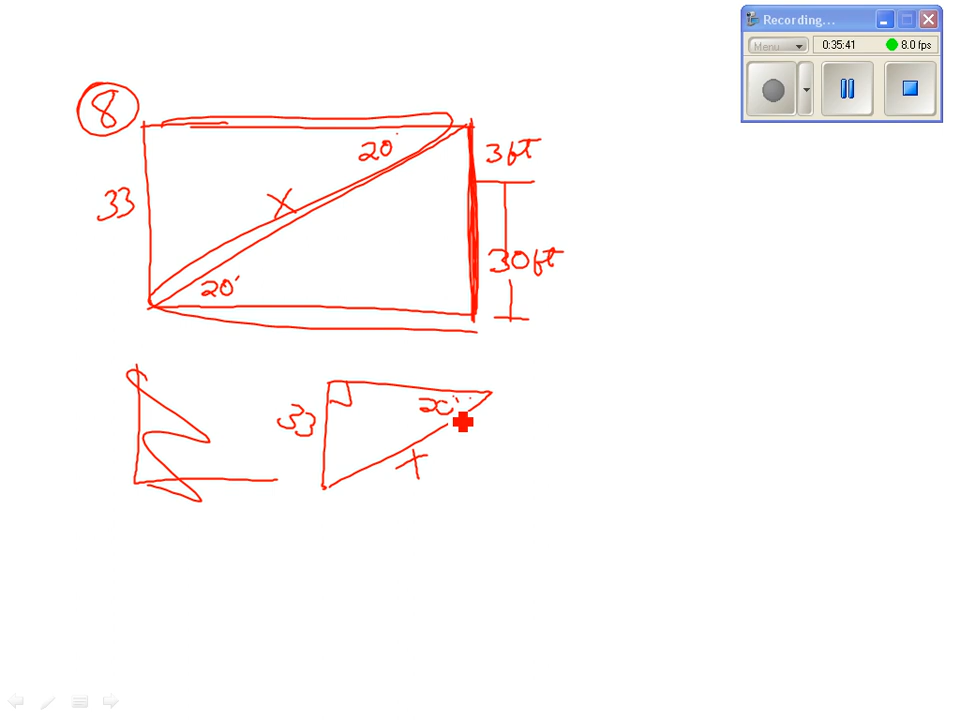 Recording...
Menu
0:35:41
8.0 fps
8
20
3ft
33
X
30ft
20
33
20
X